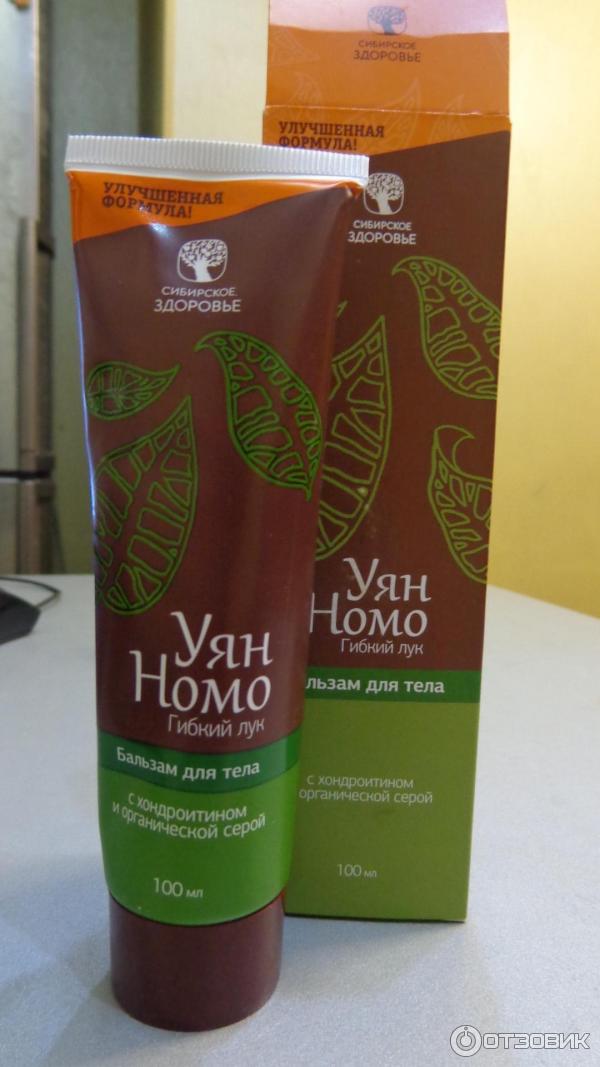 УЛУЧШЕННАЯ
ФОРМУЛА!
СИБИРСКОЕ
ЗДОРОВЬЕ
Уян
Номо
Гибкий лук
Бальзам для тела
с хондроитином
и органической серой
100 мл
СИБИРСКОЕ
ЗДОРОВЬЕ
УЛУЧШЕННАЯ
ФОРМУЛА!
СИБИРСКОЕ
ЗДОРОВЬЕ
Уян
Номо
Гибкий лук
льзам для тела
с хондроитином
органической серой
100 мл
ОТЗОВИК